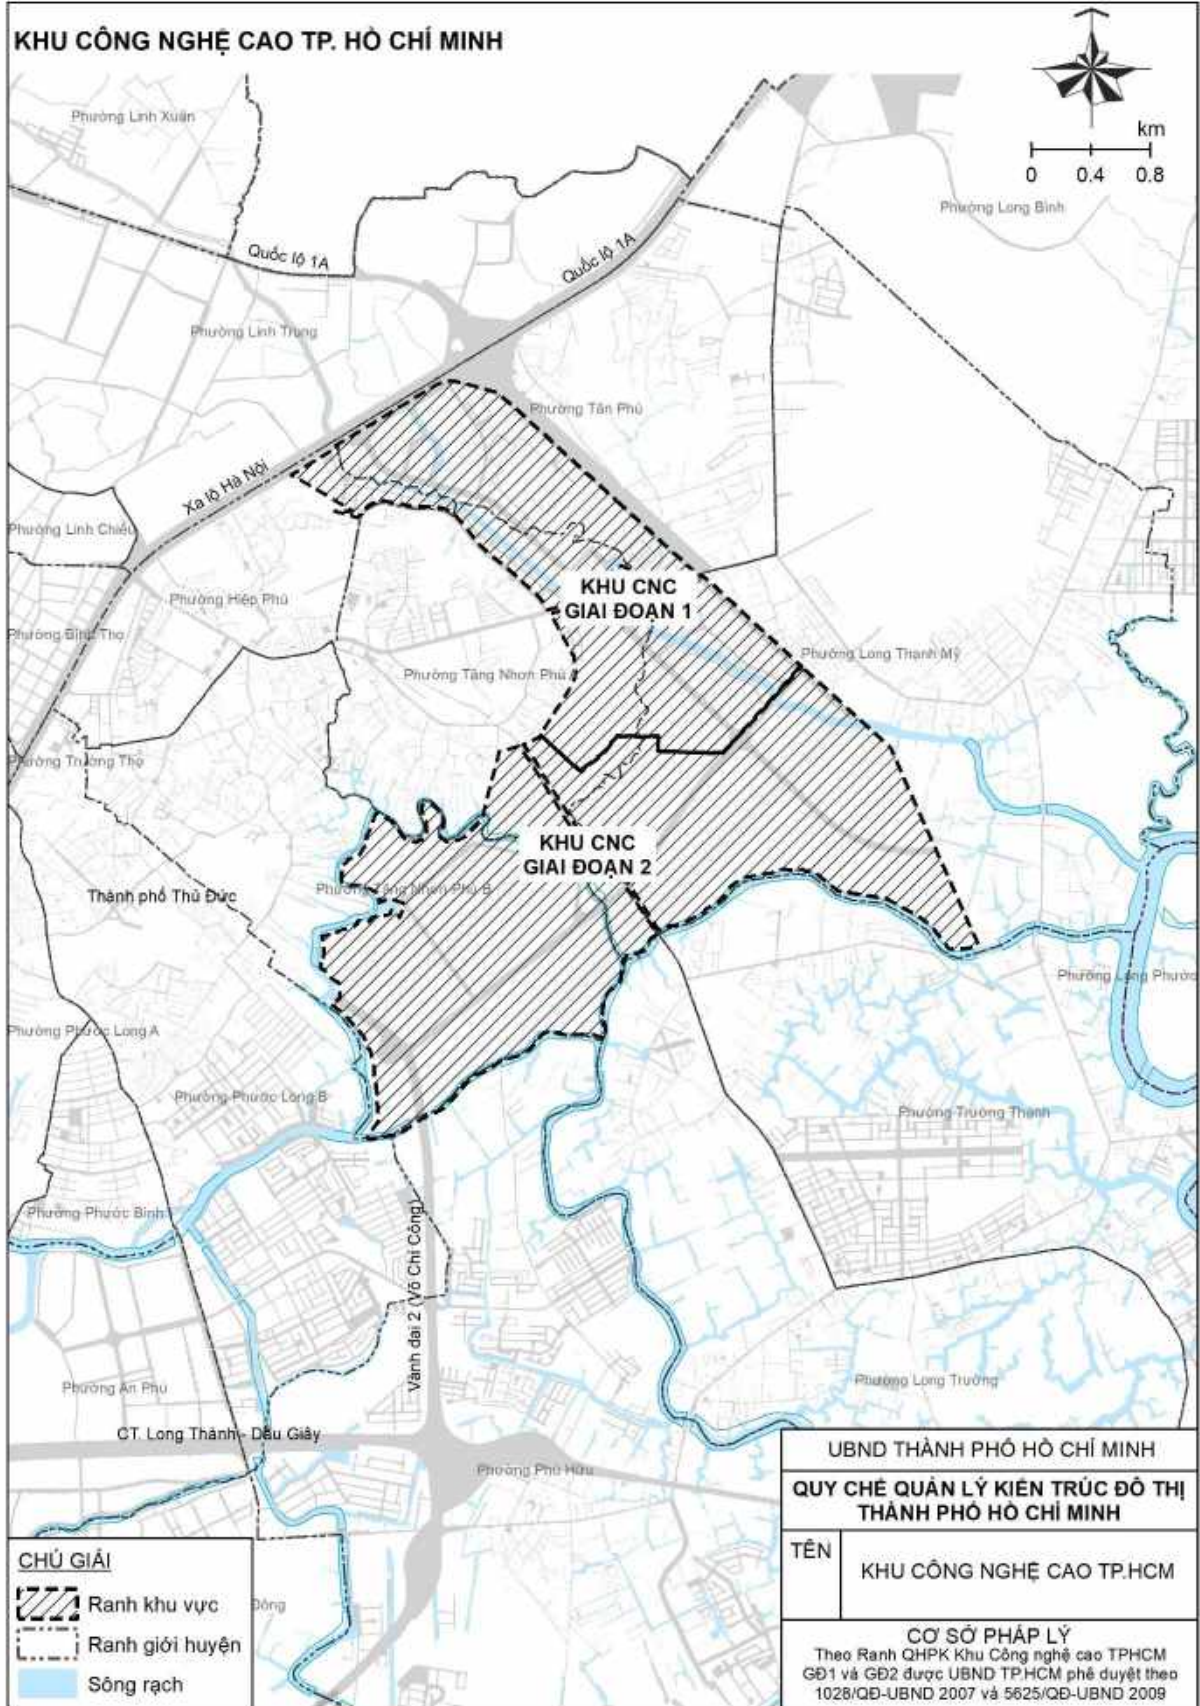 KHU CÔNG NGHỆ CAO TP. HỒ CHÍ MINH
km
0 0.4 0.8
Phường Linh Xuân
Phường Long Bình
Quốc lộ 1A
Quốc lộ 1A
Phường Linh Trung
Phường Tân Phú
Xa lộ Hà Nội
Phường Linh Chiểu
KHU CNC
GIAI ĐOẠN 1
Phường Hiệp Phú
Phường Bình Thọ
Phường Long Thạnh Mỹ
Phường Tăng Nhơn Phú
Phường Trường Thọ
KHU CNC
GIAI ĐOẠN 2
Phường Tăng Nhơn Phú B
Thành phố Thủ Đức
Phường Long Phước
Phường Phước Long A
Phường Phước Long B
Phường Trường Thạnh
Phường Phước Bình
Vành đai 2 (Võ Chí Công)
Phường An Phú
Phường Long Trường
CT. Long Thành - Dầu Giây
Phường Phú Hữu
UBND THÀNH PHỐ HỒ CHÍ MINH
QUY CHẾ QUẢN LÝ KIẾN TRÚC ĐÔ THỊ
THÀNH PHỐ HỒ CHÍ MINH
TÊN
KHU CÔNG NGHỆ CAO TP.HCM
CHÚ GIẢI
Ranh khu vực
Đông
Ranh giới huyện
Sông rạch
CƠ SỞ PHÁP LÝ
Theo Ranh QHPK Khu Công nghệ cao TPHCM
GĐ1 và GĐ2 được UBND TP.HCM phê duyệt theo
1028/QĐ-UBND 2007 và 5625/QĐ-UBND 2009